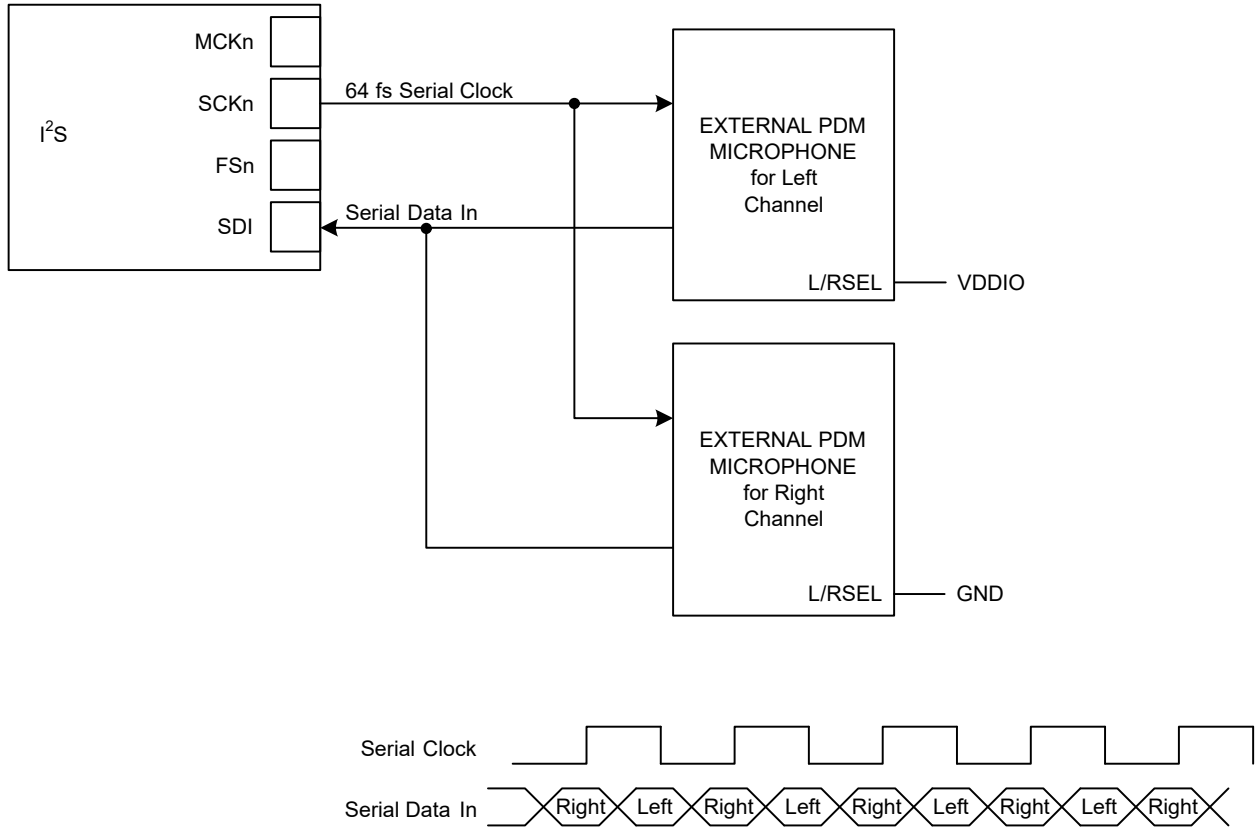 MCKn
SCKn
I²S
FSn
SDI
64 fs Serial Clock
Serial Data In
EXTERNAL PDM
MICROPHONE
for Left
Channel
L/RSEL
VDDIO
EXTERNAL PDM
MICROPHONE
for Right
Channel
L/RSEL
GND
Serial Clock
Serial Data In Right Left Right Left Right Left Right Left Right